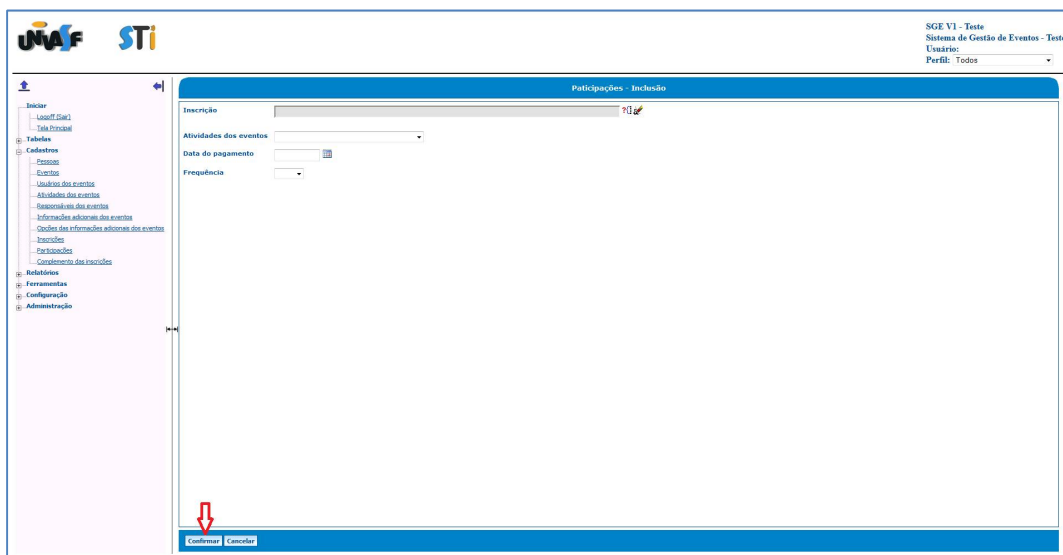 UNIVASF STI
SGE V1 - Teste
Sistema de Gestão de Eventos - Teste
Usuário:
Perfil: Todos
Iniciar
Logoff (Sair)
Tela Principal
Tabelas
Cadastros
Pessoas
Eventos
Usuários dos eventos
Atividades dos eventos
Responsáveis dos eventos
Informações adicionais dos eventos
Opções das informações adicionais dos eventos
Inscrições
Participações
Complemento das inscrições
Relatórios
Ferramentas
Configuração
Administração
Paticipações - Inclusão
Inscrição
Atividades dos eventos
Data do pagamento
Frequência
Confirmar Cancelar